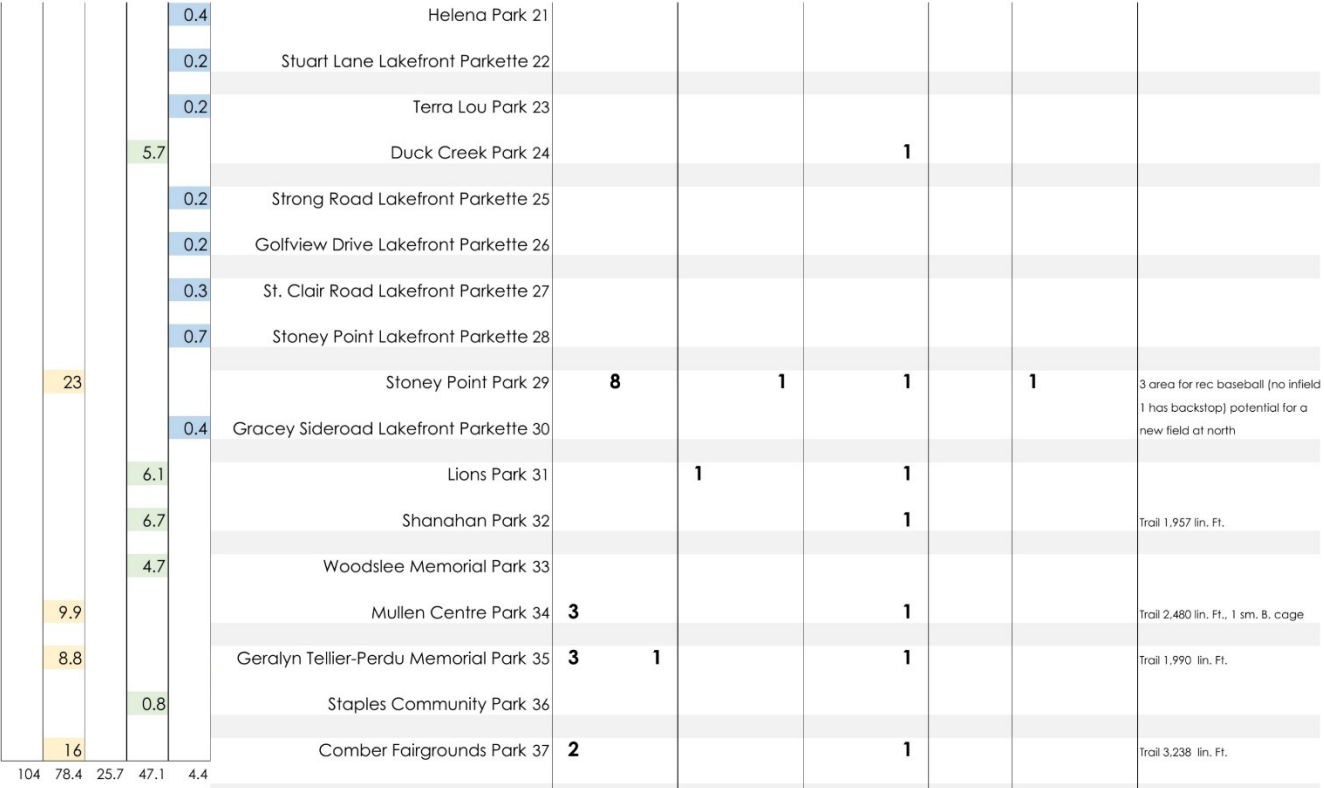 0.4 Helena Park 21
0.2 Stuart Lane Lakefront Parkette 22
0.2 Terra Lou Park 23
5.7 Duck Creek Park 24 1
0.2 Strong Road Lakefront Parkette 25
0.2 Golfview Drive Lakefront Parkette 26
0.3 St. Clair Road Lakefront Parkette 27
0.7 Stoney Point Lakefront Parkette 28
23 Stoney Point Park 29 8 1 1 1 3 area for rec baseball (no infield
1 has backstop) potential for a
0.4 Gracey Sideroad Lakefront Parkette 30 new field at north
6.1 Lions Park 31 1 1
6.7 Shanahan Park 32 1 Trail 1,957 lin. Ft.
4.7 Woodslee Memorial Park 33
9.9 Mullen Centre Park 34 3 1 Trail 2,480 lin. Ft., 1 sm. B. cage
8.8 Geralyn Tellier-Perdu Memorial Park 35 3 1 1 Trail 1,990 lin. Ft.
0.8 Staples Community Park 36
16 Comber Fairgrounds Park 37 2 1 Trail 3,238 lin. Ft.
104 78.4 25.7 47.1 4.4